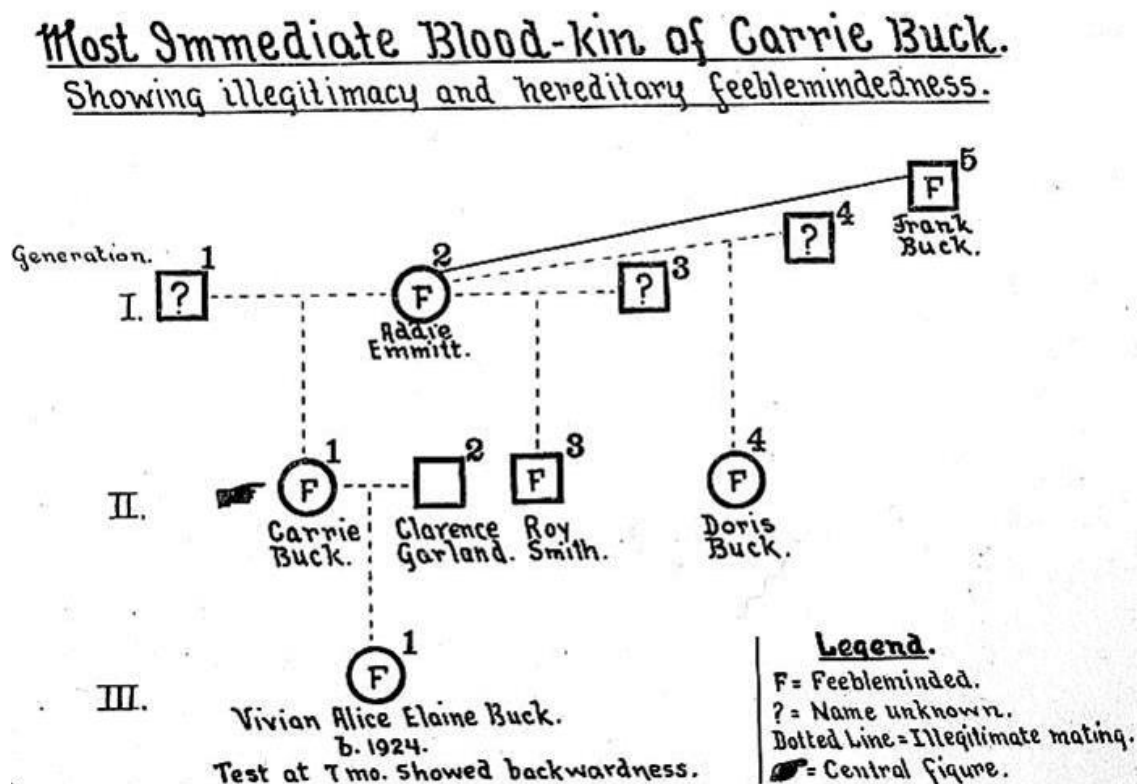 Most Immediate Blood-kin of Carrie Buck.
Showing illegitimacy and hereditary feeblemindedness.
5
F
Frank
Buck.
4
?
Generation.
1
?
2
F
Addie
Emmitt.
3
?
I.
II.
1
F
Carrie
Buck.
2
Clarence
Garland.
3
F
Roy
Smith.
4
F
Doris
Buck.
III.
1
F
Vivian Alice Elaine Buck.
b. 1924.
Test at 7 mo. Showed backwardness.
Legend.
F = Feebleminded.
? = Name unknown.
Dotted Line = Illegitimate mating.
= Central figure.